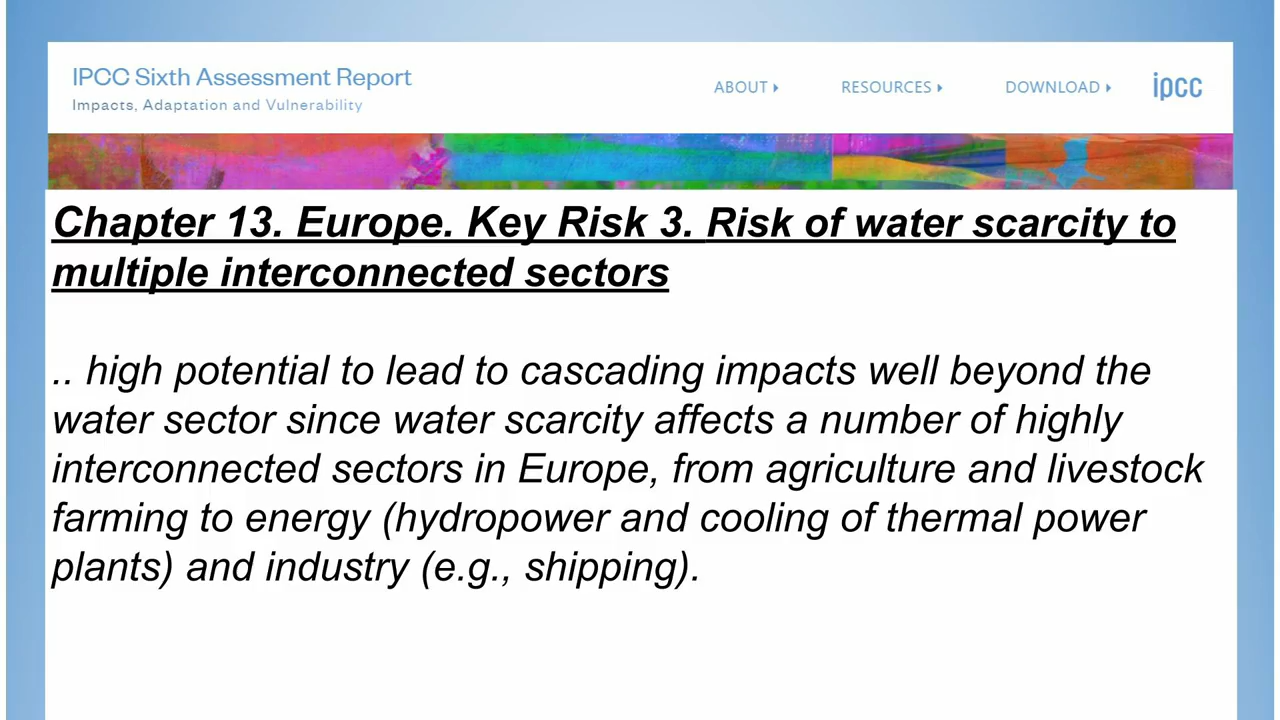 IPCC Sixth Assessment Report
Impacts, Adaptation and Vulnerability
ABOUT RESOURCES DOWNLOAD ipcc
Chapter 13. Europe. Key Risk 3. Risk of water scarcity to
multiple interconnected sectors
.. high potential to lead to cascading impacts well beyond the
water sector since water scarcity affects a number of highly
interconnected sectors in Europe, from agriculture and livestock
farming to energy (hydropower and cooling of thermal power
plants) and industry (e.g., shipping).